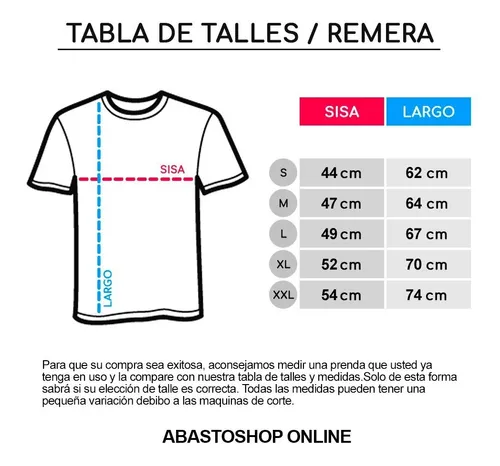 TABLA DE TALLES / REMERA
SISA LARGO
SISA
LARGO
S 44 cm 62 cm
M 47 cm 64 cm
L 49 cm 67 cm
XL 52 cm 70 cm
XXL 54 cm 74 cm
Para que su compra sea exitosa, aconsejamos medir una prenda que usted ya
tenga en uso y la compare con nuestra tabla de talles y medidas.Solo de esta forma
sabrá si su elección de talle es correcta. Todas las medidas pueden tener una
pequeña variación debibo a las maquinas de corte.
ABASTOSHOP ONLINE